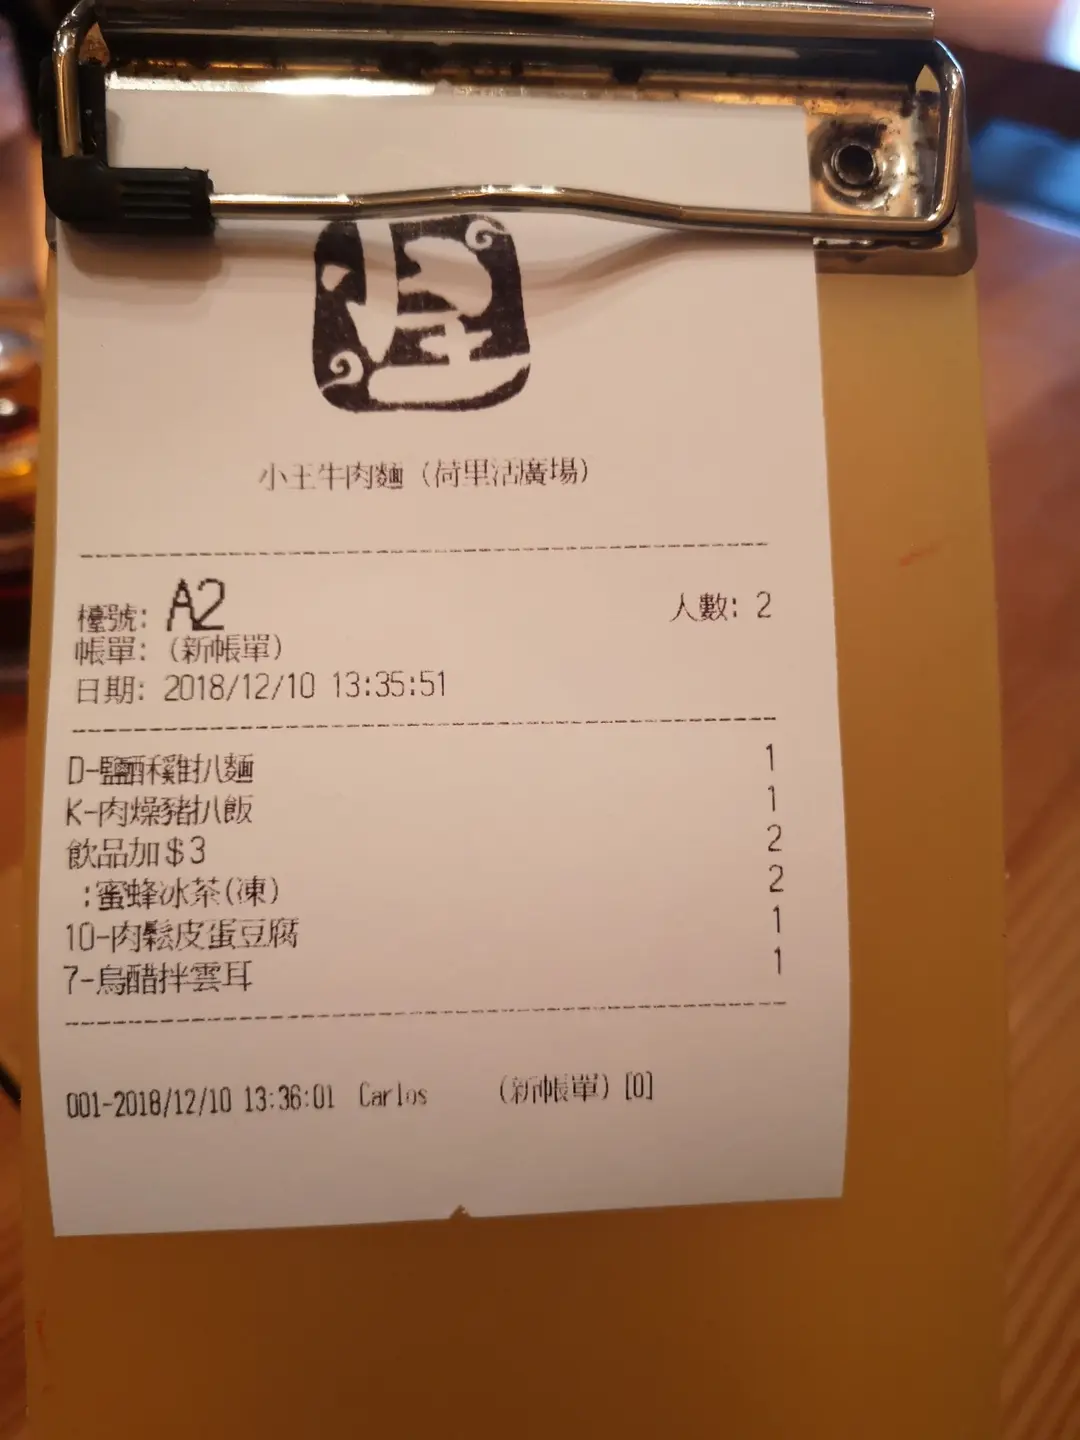 小王牛肉麵（荷里活廣場）
檯號: A2 人數: 2
帳單: (新帳單)
日期: 2018/12/10 13:35:51
D-鹽酥雞扒麵 1
K-肉燥豬扒飯 1
飲品加$3 2
:蜜蜂冰茶(凍) 2
10-肉鬆皮蛋豆腐 1
7-烏醋拌雲耳 1
001-2018/12/10 13:36:01 Carlos (新帳單) [0]